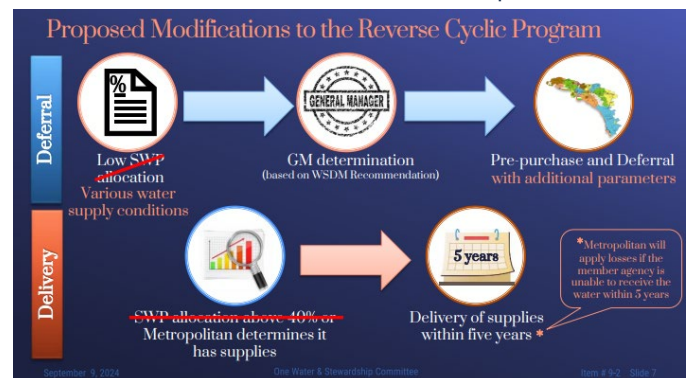 Proposed Modifications to the Reverse Cyclic Program
Deferral
%
GENERAL MANAGER
Low SWP
allocation
Various water
supply conditions
GM determination
(based on WSDM Recommendation)
Pre-purchase and Deferral
with additional parameters
Delivery
5 years
*Metropolitan will
apply losses if the
member agency is
unable to receive the
water within 5 years
SWP allocation above 40% or
Metropolitan determines it
has supplies
Delivery of supplies
within five years *
September 9, 2024
One Water & Stewardship Committee
Item # 9-2 Slide 7